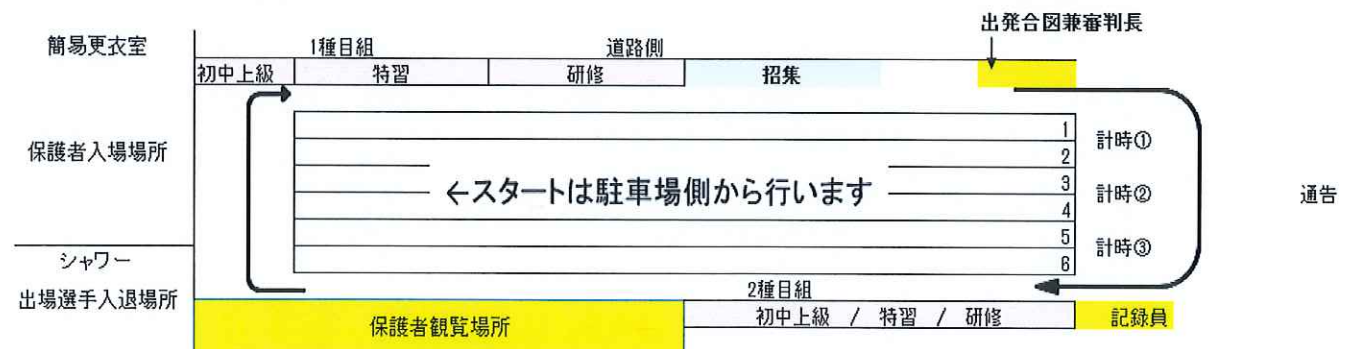 出発合図兼審判長
簡易更衣室
1種目組 道路側
初中上級 特習 研修 招集
保護者入場場所
1
計時①
2
←スタートは駐車場側から行います
3
計時②
通告
4
5
計時③
6
シャワー
出場選手入退場所
2種目組
初中上級 / 特習 / 研修
記録員
保護者観覧場所